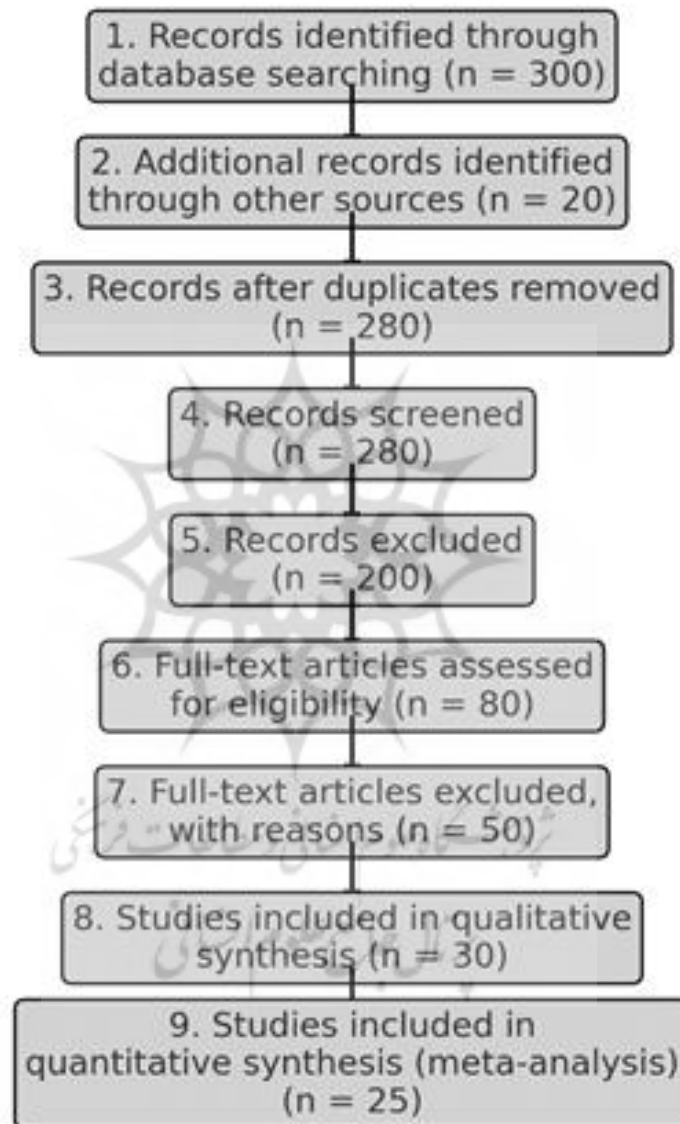 1. Records identified through
database searching (n = 300)
2. Additional records identified
through other sources (n = 20)
3. Records after duplicates removed
(n = 280)
4. Records screened
(n = 280)
5. Records excluded
(n = 200)
6. Full-text articles assessed
for eligibility (n = 80)
7. Full-text articles excluded,
with reasons (n = 50)
8. Studies included in qualitative
synthesis (n = 30)
9. Studies included in
quantitative synthesis (meta-analysis)
(n = 25)